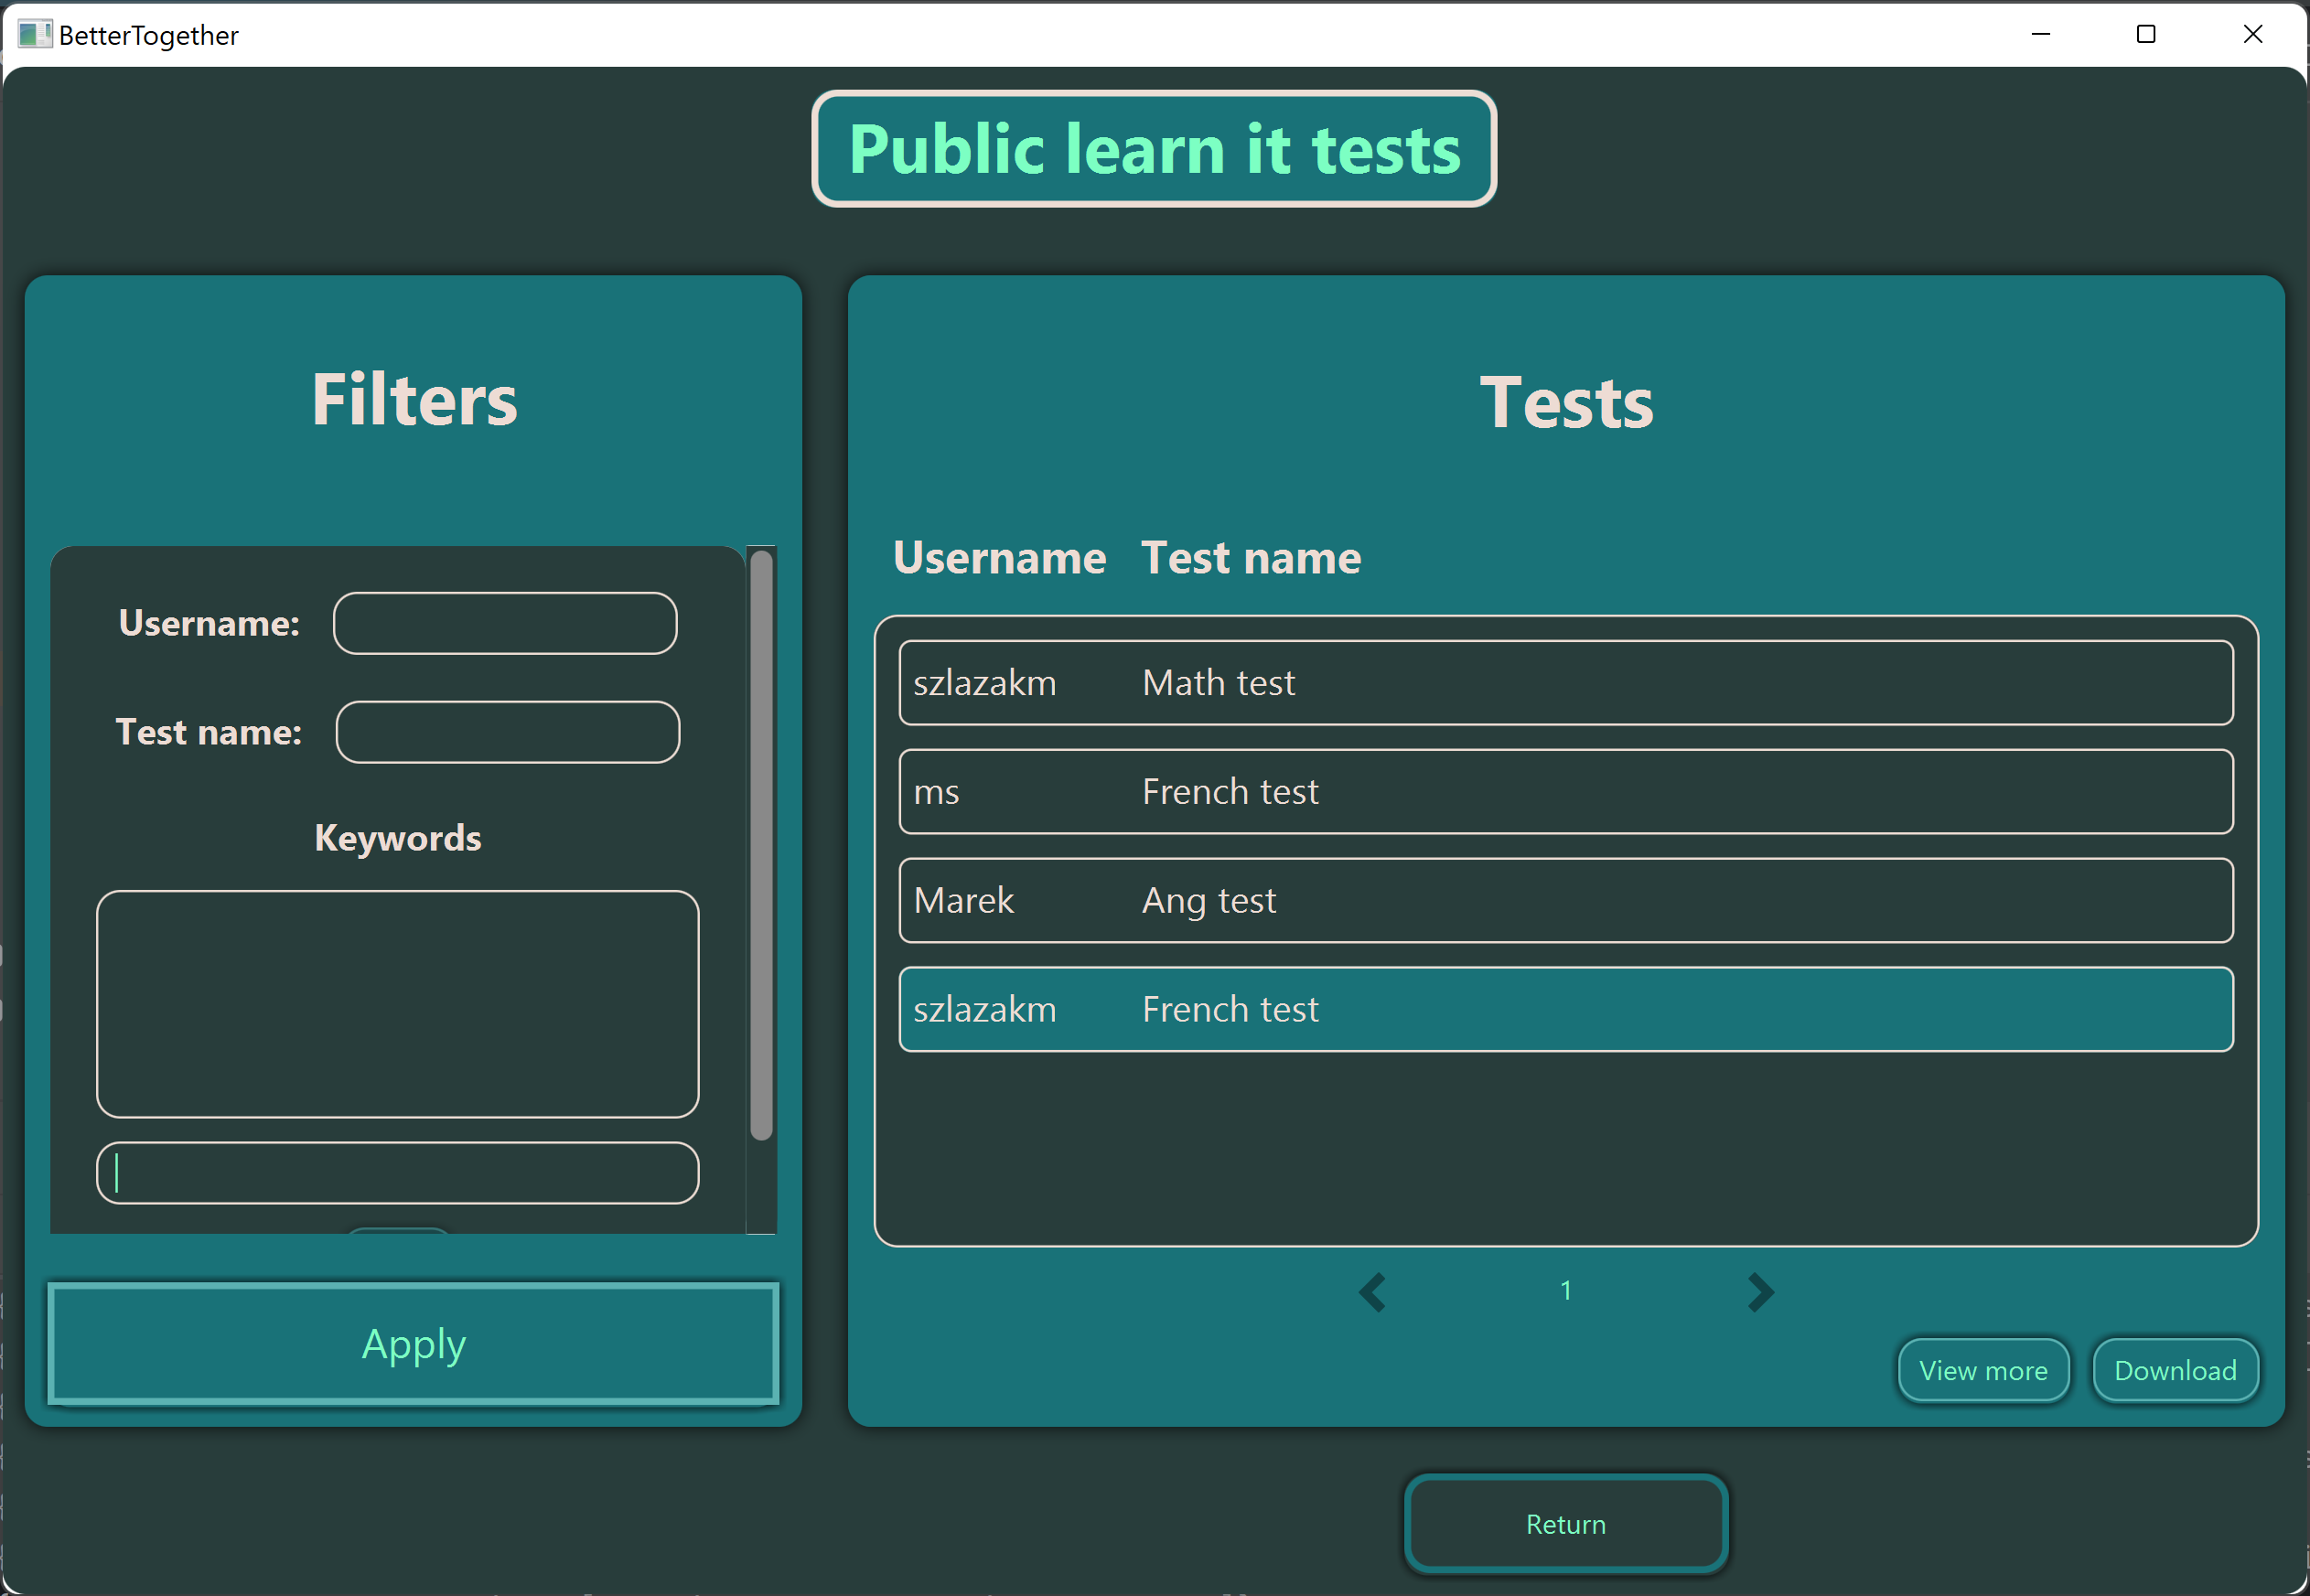 BetterTogether
Public learn it tests
Filters
Username:
Test name:
Keywords
Apply
Tests
Username Test name
szlazakm Math test
ms French test
Marek Ang test
szlazakm French test
1
View more Download
Return